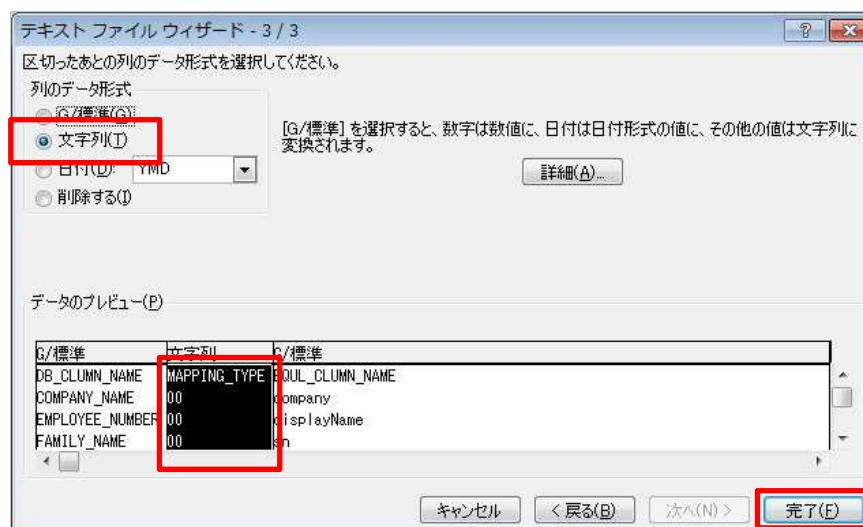 テキスト ファイル ウィザード - 3 / 3
区切ったあとの列のデータ形式を選択してください。
列のデータ形式
G/標準(G)
文字列(T)
日付(D): YMD
削除する(I)
[G/標準] を選択すると、数字は数値に、日付は日付形式の値に、その他の値は文字列に
変換されます。
詳細(A)...
データのプレビュー(P)
G/標準 文字列 G/標準
DB_CLUMN_NAME MAPPING_TYPE EQUL_CLUMN_NAME
COMPANY_NAME 00 company
EMPLOYEE_NUMBER 00 displayName
FAMILY_NAME 00 sn
キャンセル < 戻る(B) 次へ(N) > 完了(F)